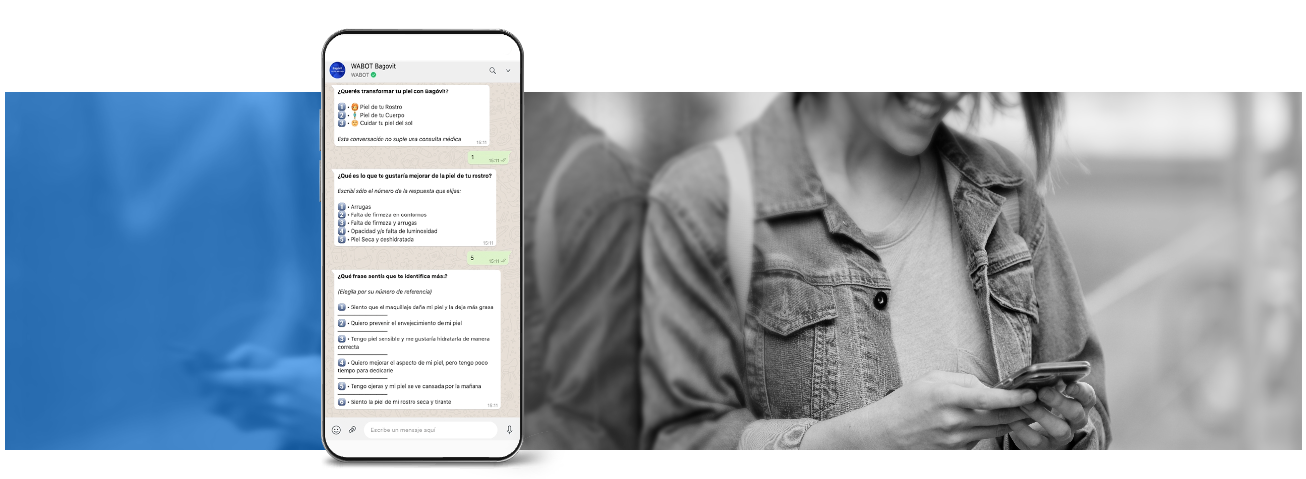 WABOT Bagovit
WABOT
¿Querés transformar tu piel con Bagóvit?
1 • Piel de tu Rostro
2 • Piel de tu Cuerpo
3 • Cuidar tu piel del sol
Esta conversación no suple una consulta médica
15:11
1
15:11
¿Qué es lo que te gustaría mejorar de la piel de tu rostro?
Escribí sólo el número de la respuesta que elijas:
1 • Arrugas
2 • Falta de firmeza en contornos
3 • Falta de firmeza y arrugas
4 • Opacidad y/o falta de luminosidad
5 • Piel Seca y deshidratada
15:11
5
15:11
¿Qué frase sentís que te identifica más?
(Elegila por su número de referencia)
1 • Siento que el maquillaje daña mi piel y la deja más grasa
2 • Quiero prevenir el envejecimiento de mi piel
3 • Tengo piel sensible y me gustaría hidratarla de manera
correcta
4 • Quiero mejorar el aspecto de mi piel, pero tengo poco
tiempo para dedicarle
5 • Tengo ojeras y mi piel se ve cansada por la mañana
6 • Siento la piel de mi rostro seca y tirante
15:11
Escribe un mensaje aquí